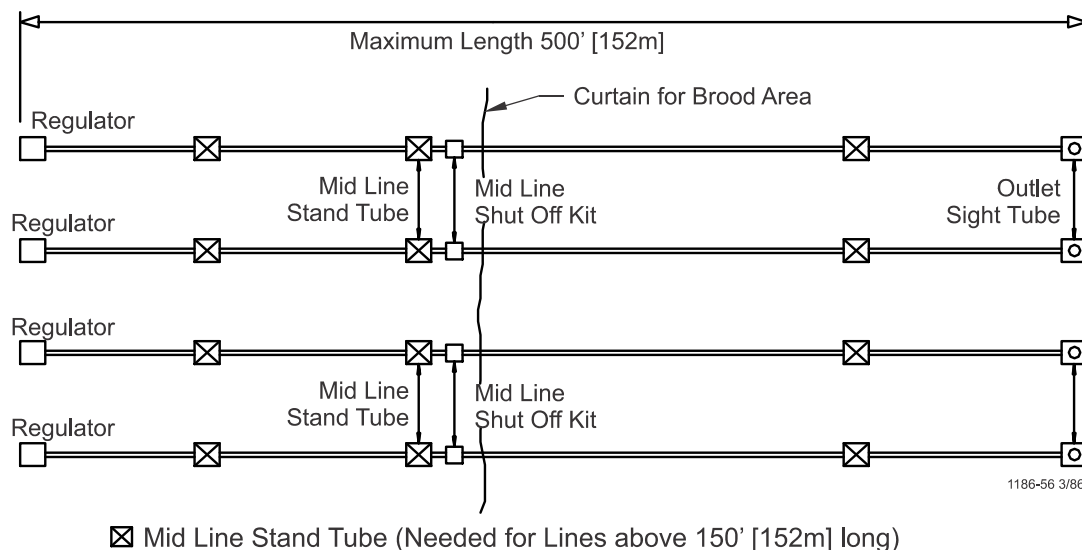 Maximum Length 500' [152m]
Curtain for Brood Area
Regulator
Mid Line
Stand Tube
Mid Line
Shut Off Kit
Outlet
Sight Tube
Regulator
Regulator
Mid Line
Stand Tube
Mid Line
Shut Off Kit
Regulator
1186-56 3/86
Mid Line Stand Tube (Needed for Lines above 150' [152m] long)